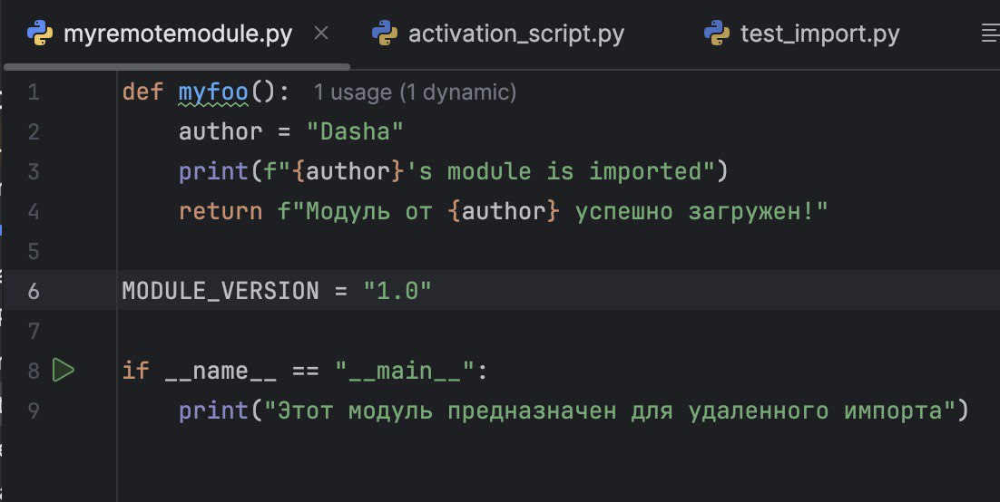 myremotemodule.py × activation_script.py test_import.py
1 def myfoo(): 1 usage (1 dynamic)
2     author = "Dasha"
3     print(f"{author}'s module is imported")
4     return f"Модуль от {author} успешно загружен!"
5
6 MODULE_VERSION = "1.0"
7
8 if __name__ == "__main__":
9     print("Этот модуль предназначен для удаленного импорта")